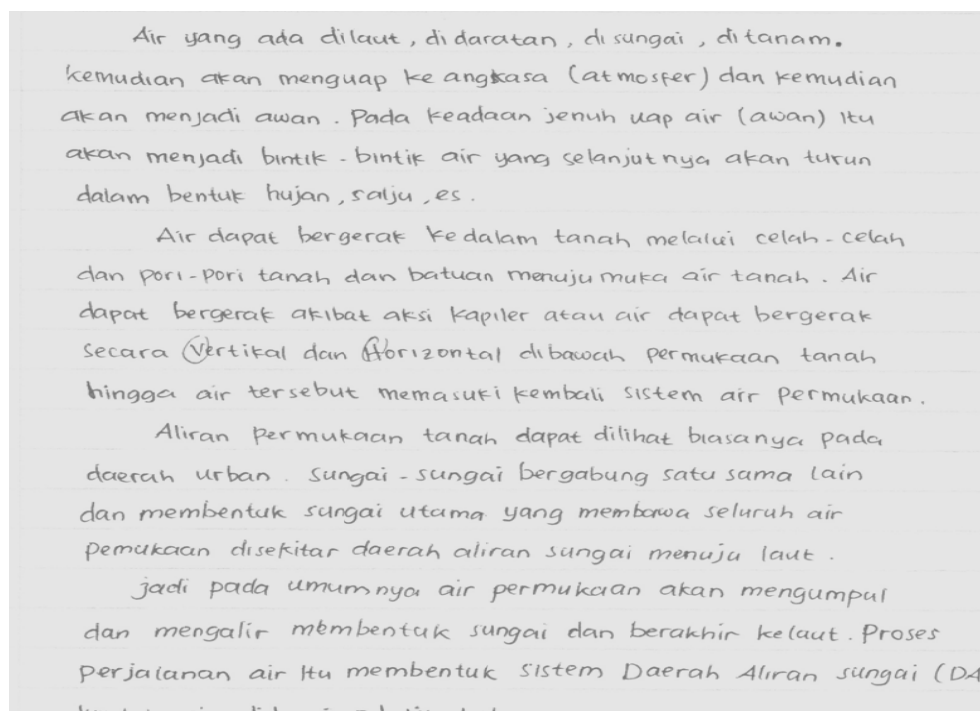 Air yang ada dilaut, di daratan, di sungai, ditanam.
kemudian akan menguap ke angkasa (atmosfer) dan kemudian
akan menjadi awan. Pada keadaan jenuh uap air (awan) itu
akan menjadi bintik-bintik air yang selanjutnya akan turun
dalam bentuk hujan, salju, es.
Air dapat bergerak kedalam tanah melalui celah-celah
dan pori-pori tanah dan batuan menuju muka air tanah. Air
dapat bergerak akibat aksi kapiler atau air dapat bergerak
secara Vertikal dan Horizontal dibawah permukaan tanah
hingga air tersebut memasuki kembali sistem air permukaan.
Aliran permukaan tanah dapat dilihat biasanya pada
daerah urban. sungai-sungai bergabung satu sama lain
dan membentuk sungai utama yang membawa seluruh air
pemukaan disekitar daerah aliran sungai menuju laut.
jadi pada umumnya air permukaan akan mengumpul
dan mengalir membentuk sungai dan berakhir kelaut. Proses
perjalanan air itu membentuk sistem Daerah Aliran sungai (DA